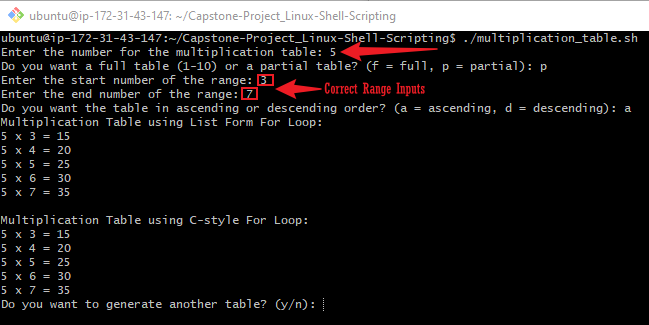 ubuntu@ip-172-31-43-147: ~/Capstone-Project_Linux-Shell-Scripting
ubuntu@ip-172-31-43-147:~/Capstone-Project_Linux-Shell-Scripting$ ./multiplication_table.sh
Enter the number for the multiplication table: 5
Do you want a full table (1-10) or a partial table? (f = full, p = partial): p
Enter the start number of the range: 3
Enter the end number of the range: 7
Correct Range Inputs
Do you want the table in ascending or descending order? (a = ascending, d = descending): a
Multiplication Table using List Form For Loop:
5 x 3 = 15
5 x 4 = 20
5 x 5 = 25
5 x 6 = 30
5 x 7 = 35

Multiplication Table using C-style For Loop:
5 x 3 = 15
5 x 4 = 20
5 x 5 = 25
5 x 6 = 30
5 x 7 = 35
Do you want to generate another table? (y/n):